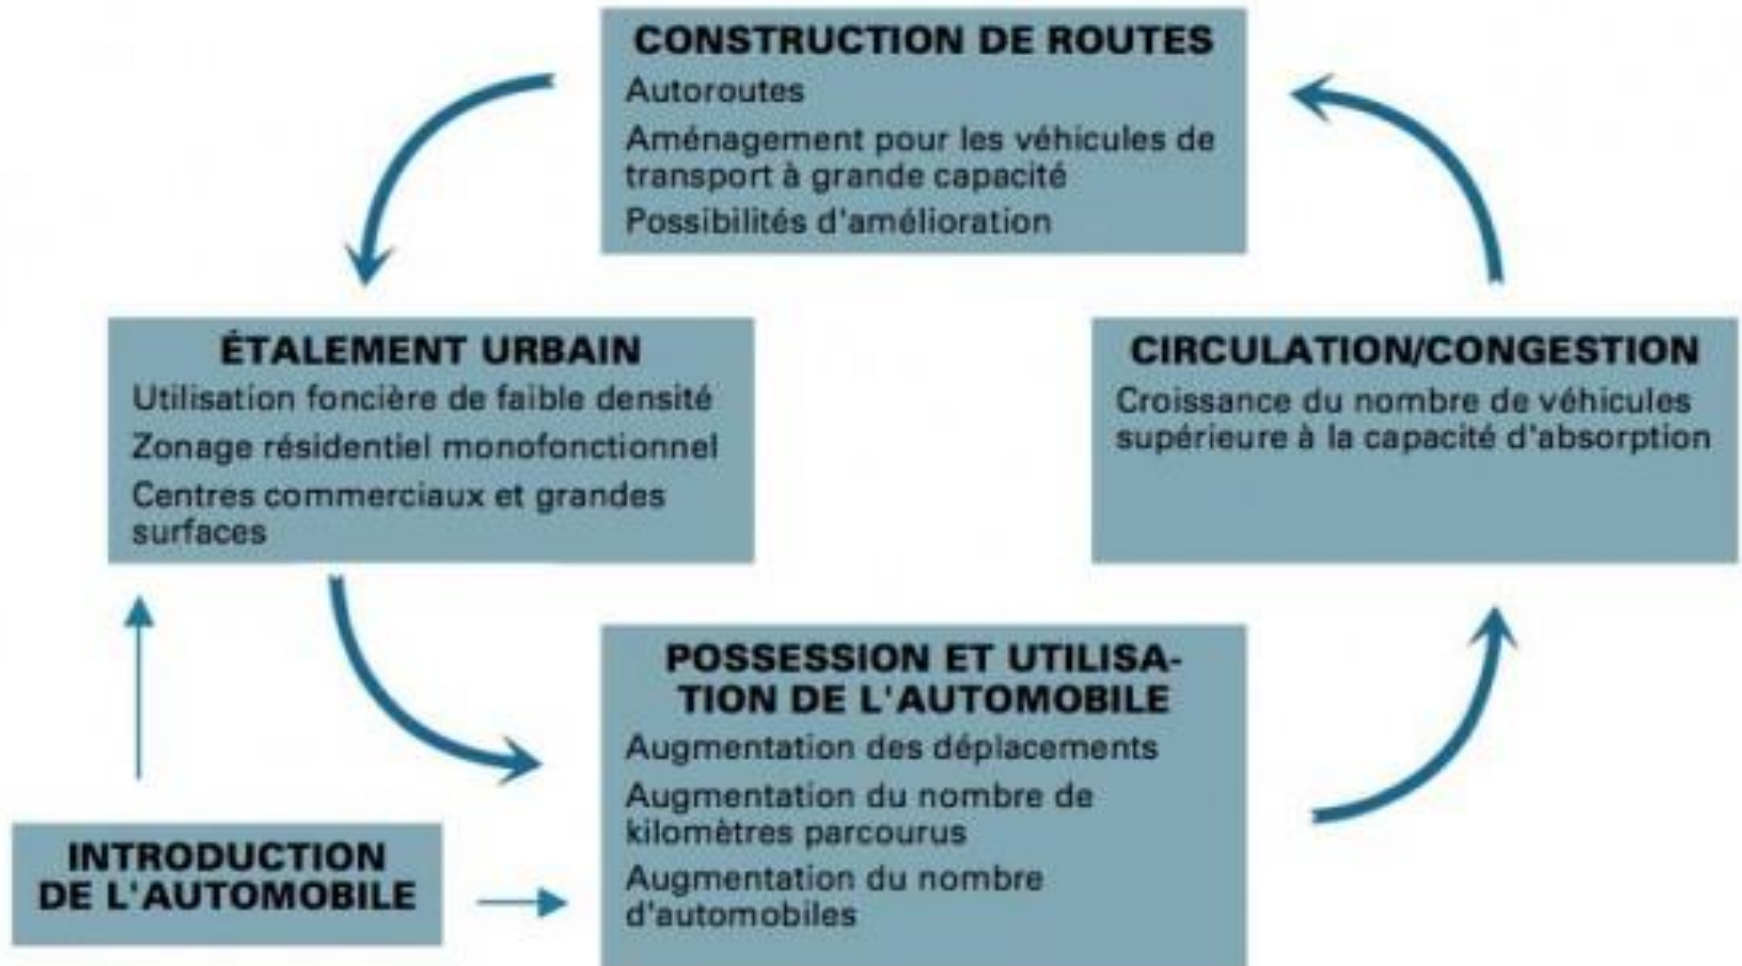 CONSTRUCTION DE ROUTES
Autoroutes
Aménagement pour les véhicules de
transport à grande capacité
Possibilités d'amélioration
ÉTALEMENT URBAIN
Utilisation foncière de faible densité
Zonage résidentiel monofonctionnel
Centres commerciaux et grandes
surfaces
CIRCULATION/CONGESTION
Croissance du nombre de véhicules
supérieure à la capacité d'absorption
POSSESSION ET UTILISA-
TION DE L'AUTOMOBILE
Augmentation des déplacements
Augmentation du nombre de
kilomètres parcourus
Augmentation du nombre
d'automobiles
INTRODUCTION
DE L'AUTOMOBILE